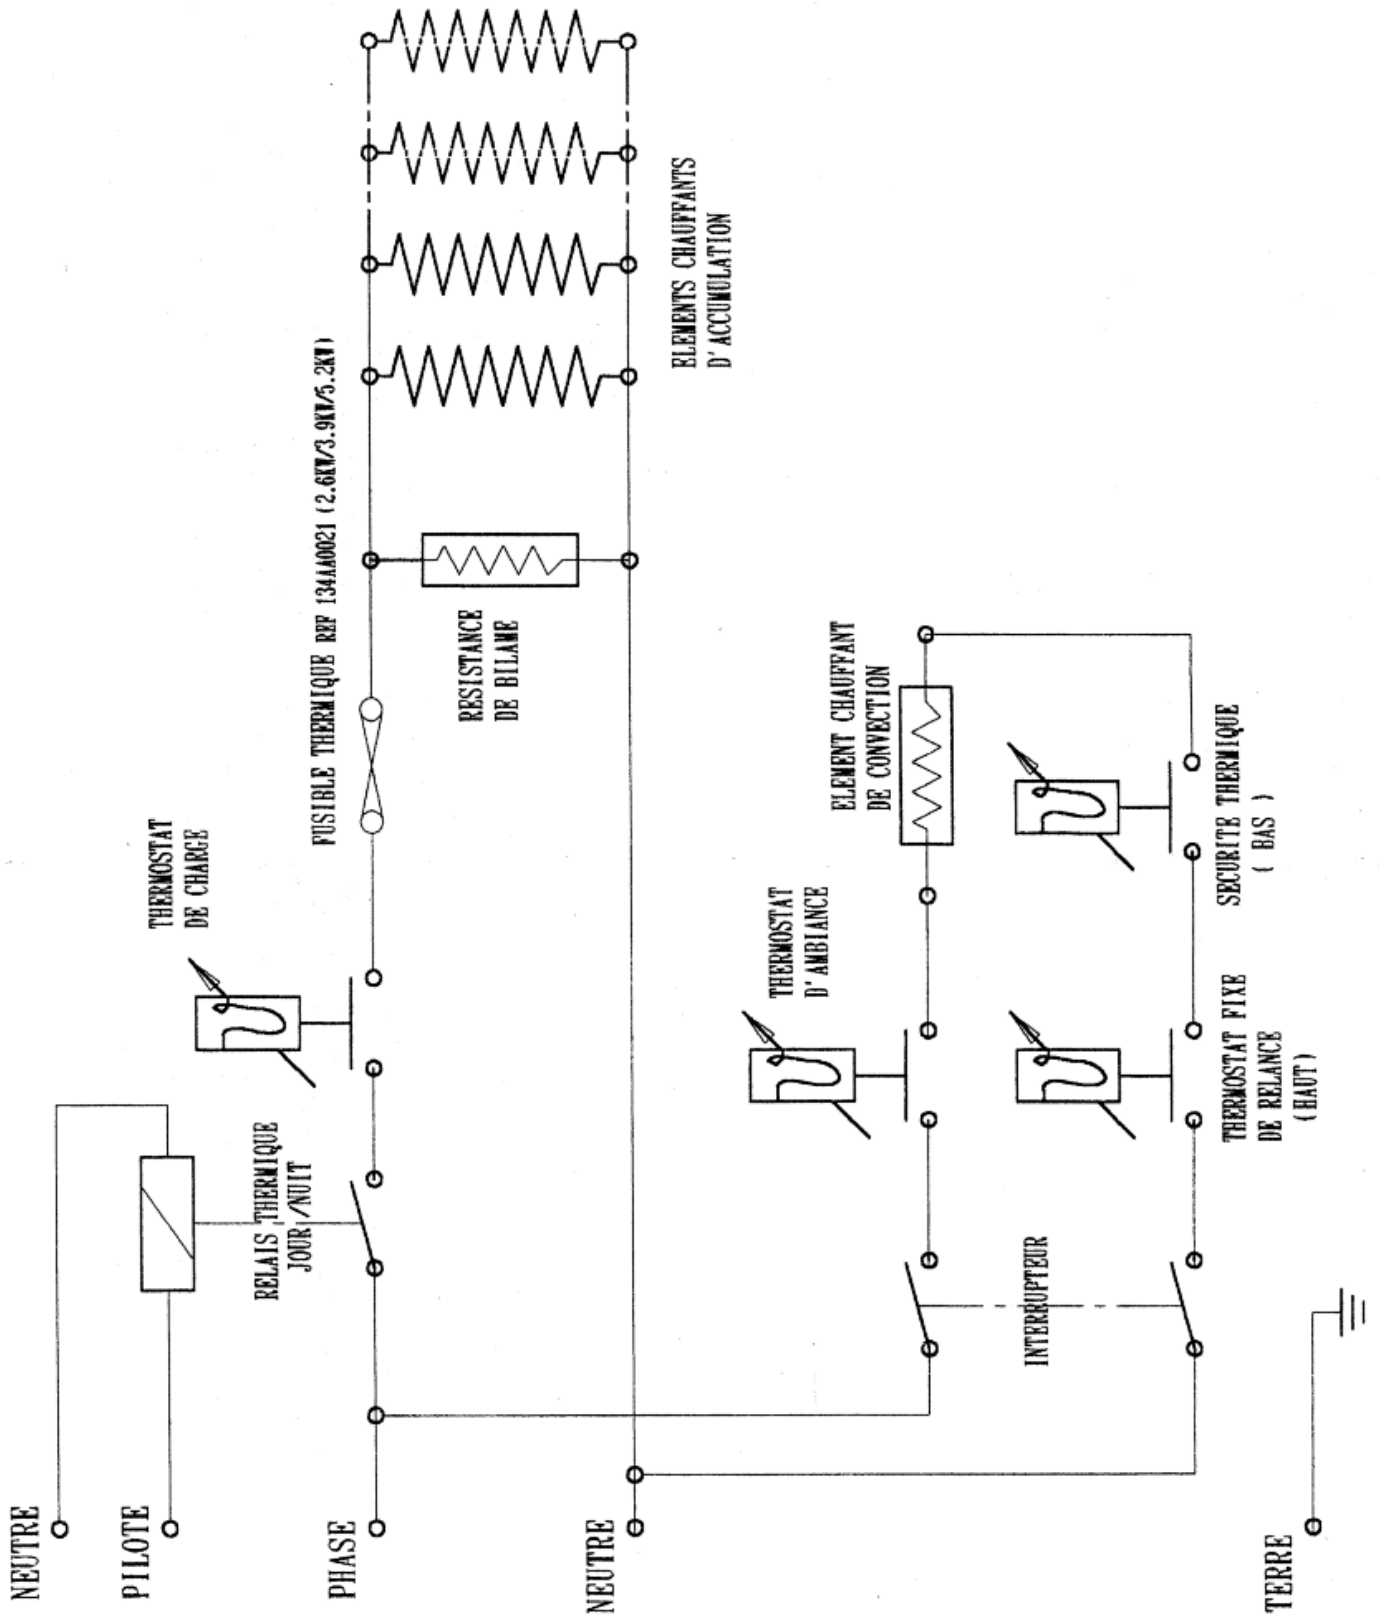 NEUTRE
PILOTE
PHASE
NEUTRE
TERRE
RELAIS THERMIQUE
JOUR /NUIT
THERMOSTAT
DE CHARGE
FUSIBLE THERMIQUE REF 134AA0021 (2.6KW/3.9KW/5.2KW)
RESISTANCE
DE BILAME
ELEMENTS CHAUFFANTS
D'ACCUMULATION
INTERRUPTEUR
THERMOSTAT
D'AMBIANCE
ELEMENT CHAUFFANT
DE CONVECTION
THERMOSTAT FIXE
DE RELANCE
(HAUT)
SECURITE THERMIQUE
( BAS )